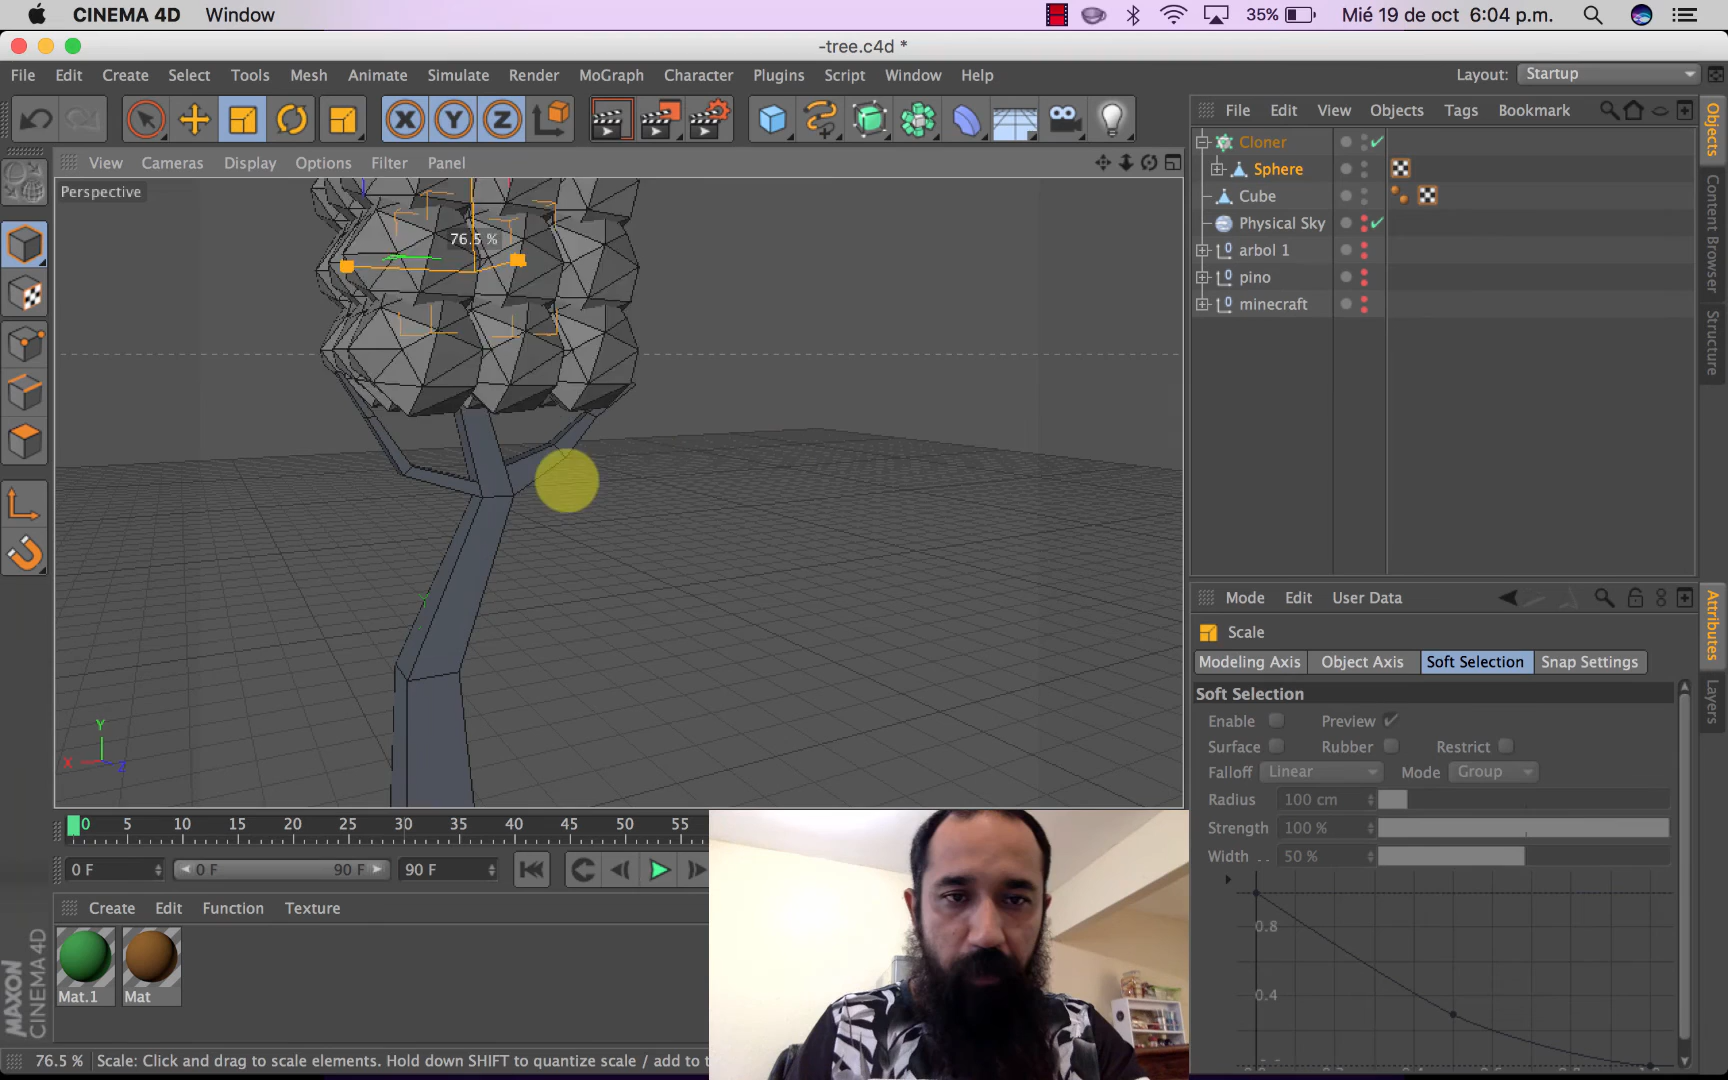 CINEMA 4D Window 35% Mié 19 de oct 6:04 p.m.
-tree.c4d *
File Edit Create Select Tools Mesh Animate Simulate Render MoGraph Character Plugins Script Window Help Layout: Startup
X Y Z
File Edit View Objects Tags Bookmark
Cloner
Sphere
Cube
Physical Sky
arbol 1
pino
minecraft
Objects
Content Browser
Structure
View Cameras Display Options Filter Panel
Perspective
76.5 %
Y
Y
X Z
Mode Edit User Data
Scale
Modeling Axis Object Axis Soft Selection Snap Settings
Soft Selection
Enable Preview
Surface Rubber Restrict
Falloff Linear Mode Group
Radius 100 cm
Strength 100 %
Width . . 50 %
0.8
0.4
Attributes
Layers
0 5 10 15 20 25 30 35 40 45 50 55
0 F 0 F 90 F 90 F
Create Edit Function Texture
Mat.1 Mat
MAXON
CINEMA 4D
76.5 % Scale: Click and drag to scale elements. Hold down SHIFT to quantize scale / add to t